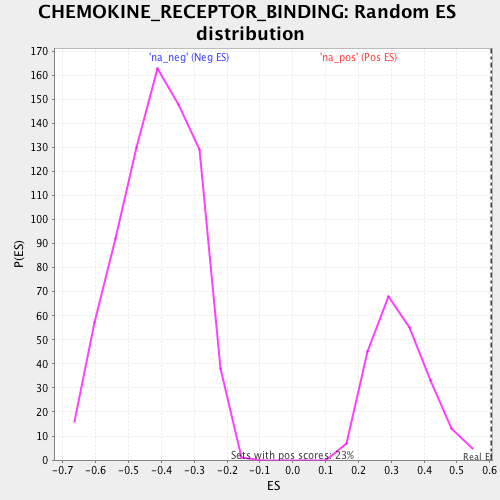 CHEMOKINE_RECEPTOR_BINDING: Random ES
distribution
'na_neg' (Neg ES)
'na_pos' (Pos ES)
170
160
150
140
130
120
110
100
90
80
70
60
50
40
30
20
10
0
P(ES)
Sets with pos scores: 23%
Real E
-0.7 -0.6 -0.5 -0.4 -0.3 -0.2 -0.1 0.0 0.1 0.2 0.3 0.4 0.5 0.6
ES